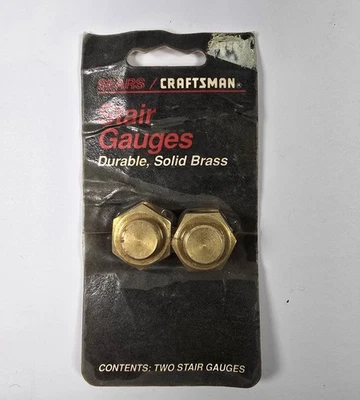 SEARS / CRAFTSMAN®
Stair
Gauges
Durable, Solid Brass
CONTENTS: TWO STAIR GAUGES